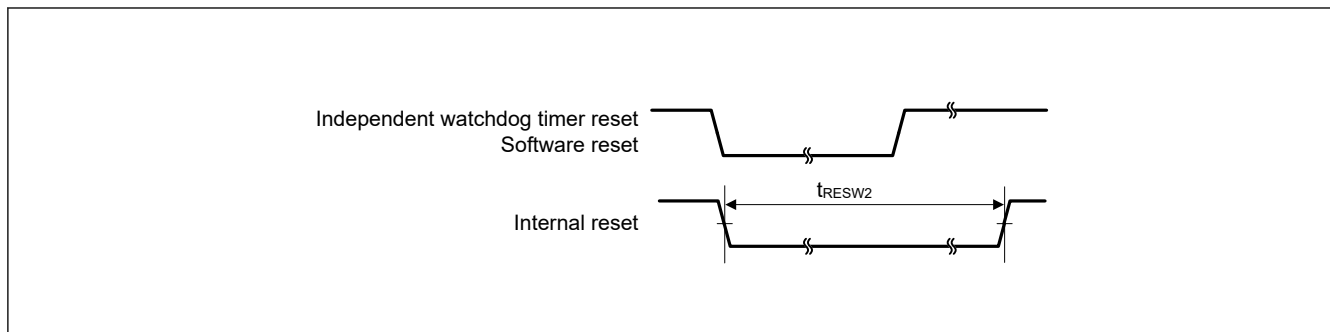 Independent watchdog timer reset
Software reset
tRESW2
Internal reset